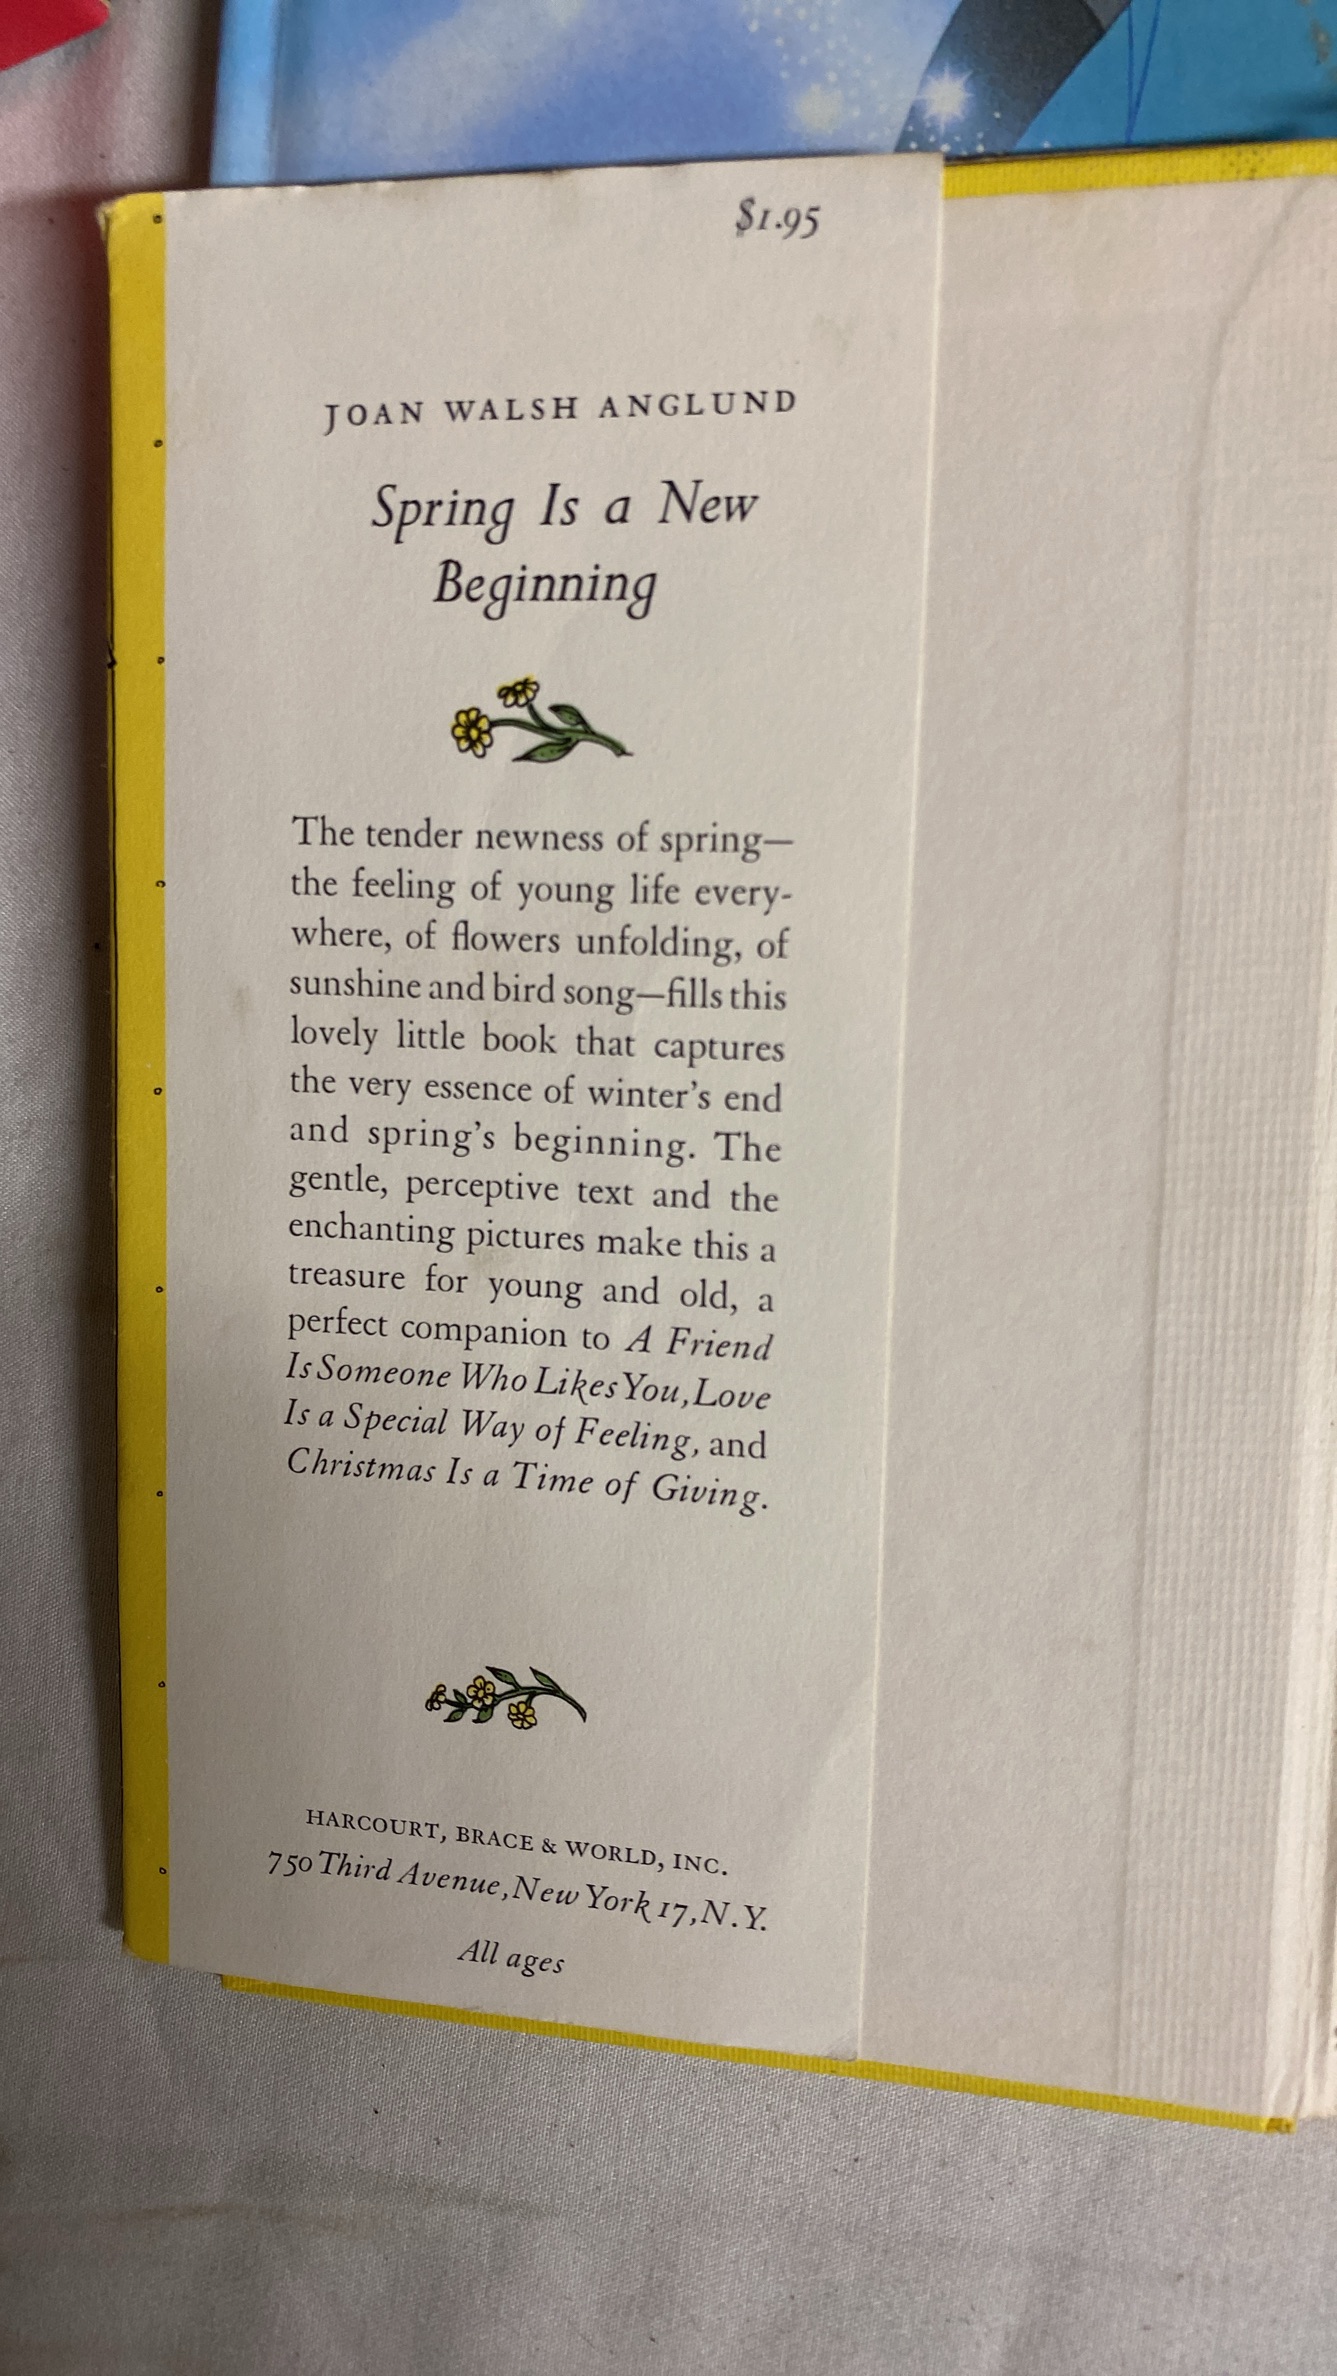 $1.95
JOAN WALSH ANGLUND
Spring Is a New
Beginning
The tender newness of spring—
the feeling of young life every-
where, of flowers unfolding, of
sunshine and bird song—fills this
lovely little book that captures
the very essence of winter's end
and spring's beginning. The
gentle, perceptive text and the
enchanting pictures make this a
treasure for young and old, a
perfect companion to A Friend
Is Someone Who Likes You, Love
Is a Special Way of Feeling, and
Christmas Is a Time of Giving.
HARCOURT, BRACE & WORLD, INC.
750 Third Avenue, New York 17, N.Y.
All ages